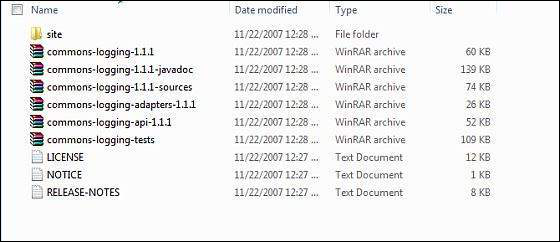 Name Date modified Type Size
site 11/22/2007 12:28 ... File folder
commons-logging-1.1.1 11/22/2007 12:28 ... WinRAR archive 60 KB
commons-logging-1.1.1-javadoc 11/22/2007 12:28 ... WinRAR archive 139 KB
commons-logging-1.1.1-sources 11/22/2007 12:28 ... WinRAR archive 74 KB
commons-logging-adapters-1.1.1 11/22/2007 12:28 ... WinRAR archive 26 KB
commons-logging-api-1.1.1 11/22/2007 12:28 ... WinRAR archive 52 KB
commons-logging-tests 11/22/2007 12:28 ... WinRAR archive 109 KB
LICENSE 11/22/2007 12:27 ... Text Document 12 KB
NOTICE 11/22/2007 12:27 ... Text Document 1 KB
RELEASE-NOTES 11/22/2007 12:27 ... Text Document 8 KB